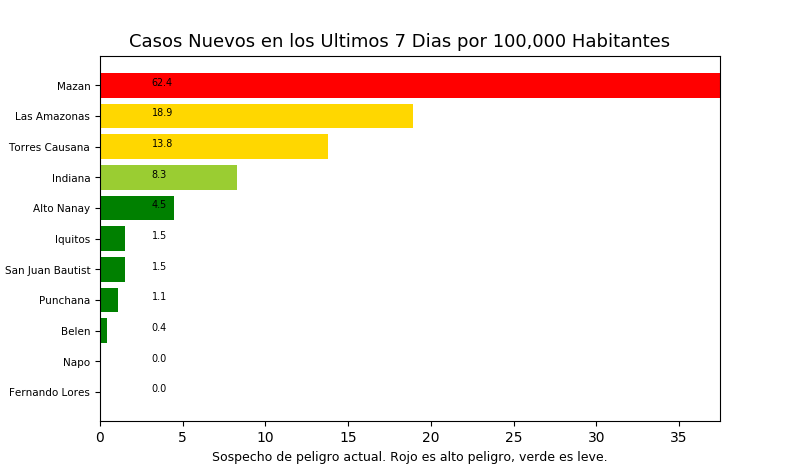 Casos Nuevos en los Ultimos 7 Dias por 100,000 Habitantes
Mazan 62.4
Las Amazonas 18.9
Torres Causana 13.8
Indiana 8.3
Alto Nanay 4.5
Iquitos 1.5
San Juan Bautist 1.5
Punchana 1.1
Belen 0.4
Napo 0.0
Fernando Lores 0.0
0 5 10 15 20 25 30 35
Sospecho de peligro actual. Rojo es alto peligro, verde es leve.